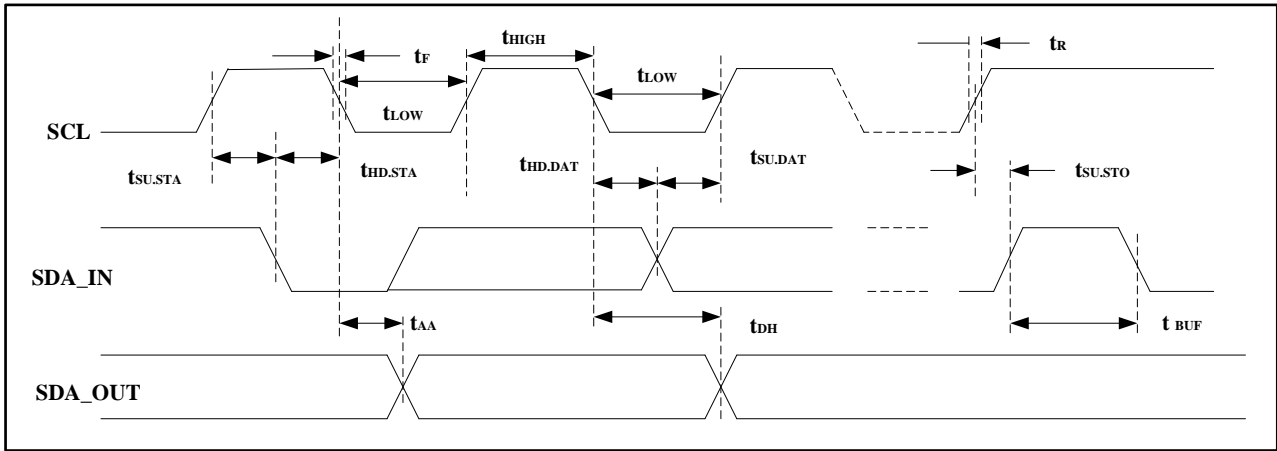 tF
tHIGH
tR
tLOW
tLOW
SCL
tSU.STA
tHD.STA
tHD.DAT
tSU.DAT
tSU.STO
SDA_IN
tAA
tDH
t BUF
SDA_OUT